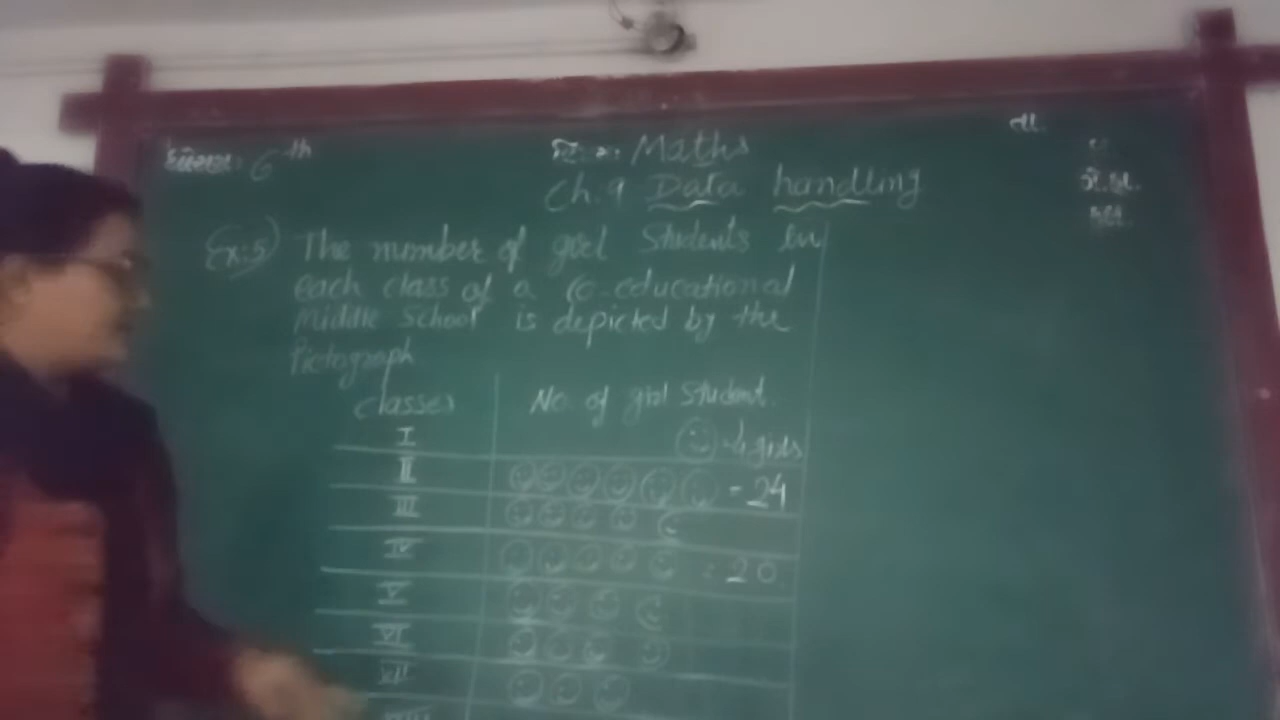 6th
Maths
Ch. 9 Data handling
Ex:5) The number of girl students in
each class of a Co-educational
Middle School is depicted by the
Pictograph
Classes No. of girl Student.
I = 4 girls
II = 24
III
IV = 20
V
VI
VII
VIII